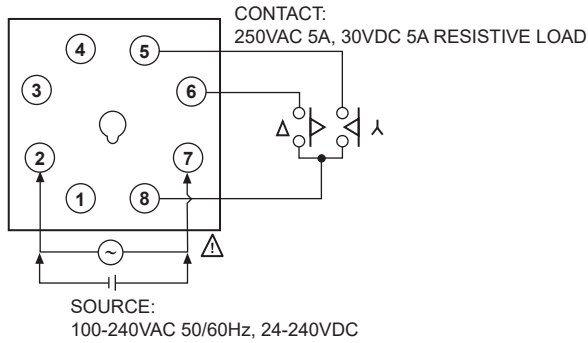 CONTACT:
250VAC 5A, 30VDC 5A RESISTIVE LOAD
4
5
3
6
Δ
⅄
2
7
1
8
~
!
SOURCE:
100-240VAC 50/60Hz, 24-240VDC